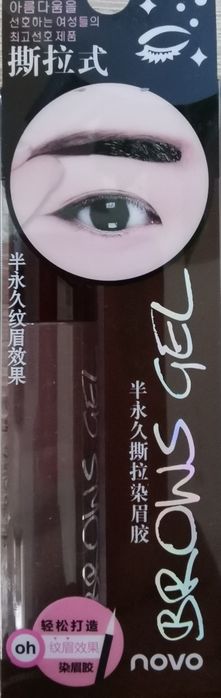 아름다움을
선호하는 여성들의
최고선호제품
撕拉式
半永久纹眉效果
半永久撕拉染眉胶
BROWS GEL
BROWS GEL
轻松打造
oh 纹眉效果
染眉胶
novo